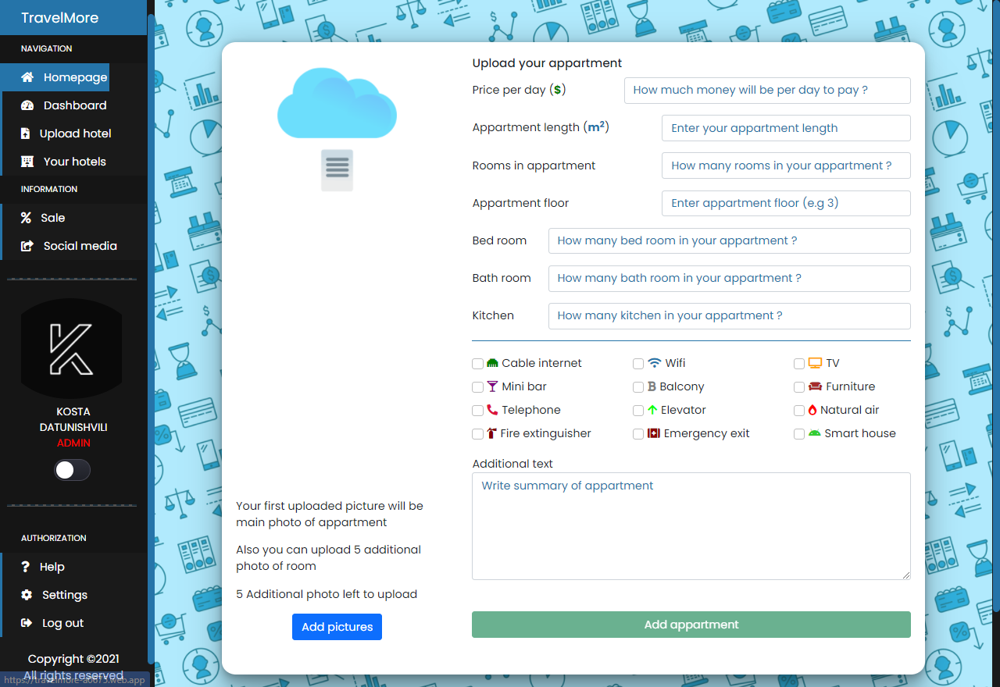 TravelMore
NAVIGATION
Homepage
Dashboard
Upload hotel
Your hotels
INFORMATION
Sale
Social media
KOSTA
DATUNISHVILI
ADMIN
AUTHORIZATION
Help
Settings
Log out
Copyright ©2021
All rights reserved
https://travelmore-a0675.web.app
Your first uploaded picture will be
main photo of appartment
Also you can upload 5 additional
photo of room
5 Additional photo left to upload
Add pictures
Upload your appartment
Price per day ($) How much money will be per day to pay ?
Appartment length (m²) Enter your appartment length
Rooms in appartment How many rooms in your appartment ?
Appartment floor Enter appartment floor (e.g 3)
Bed room How many bed room in your appartment ?
Bath room How many bath room in your appartment ?
Kitchen How many kitchen in your appartment ?
Cable internet Wifi TV
Mini bar Balcony Furniture
Telephone Elevator Natural air
Fire extinguisher Emergency exit Smart house
Additional text
Write summary of appartment
Add appartment